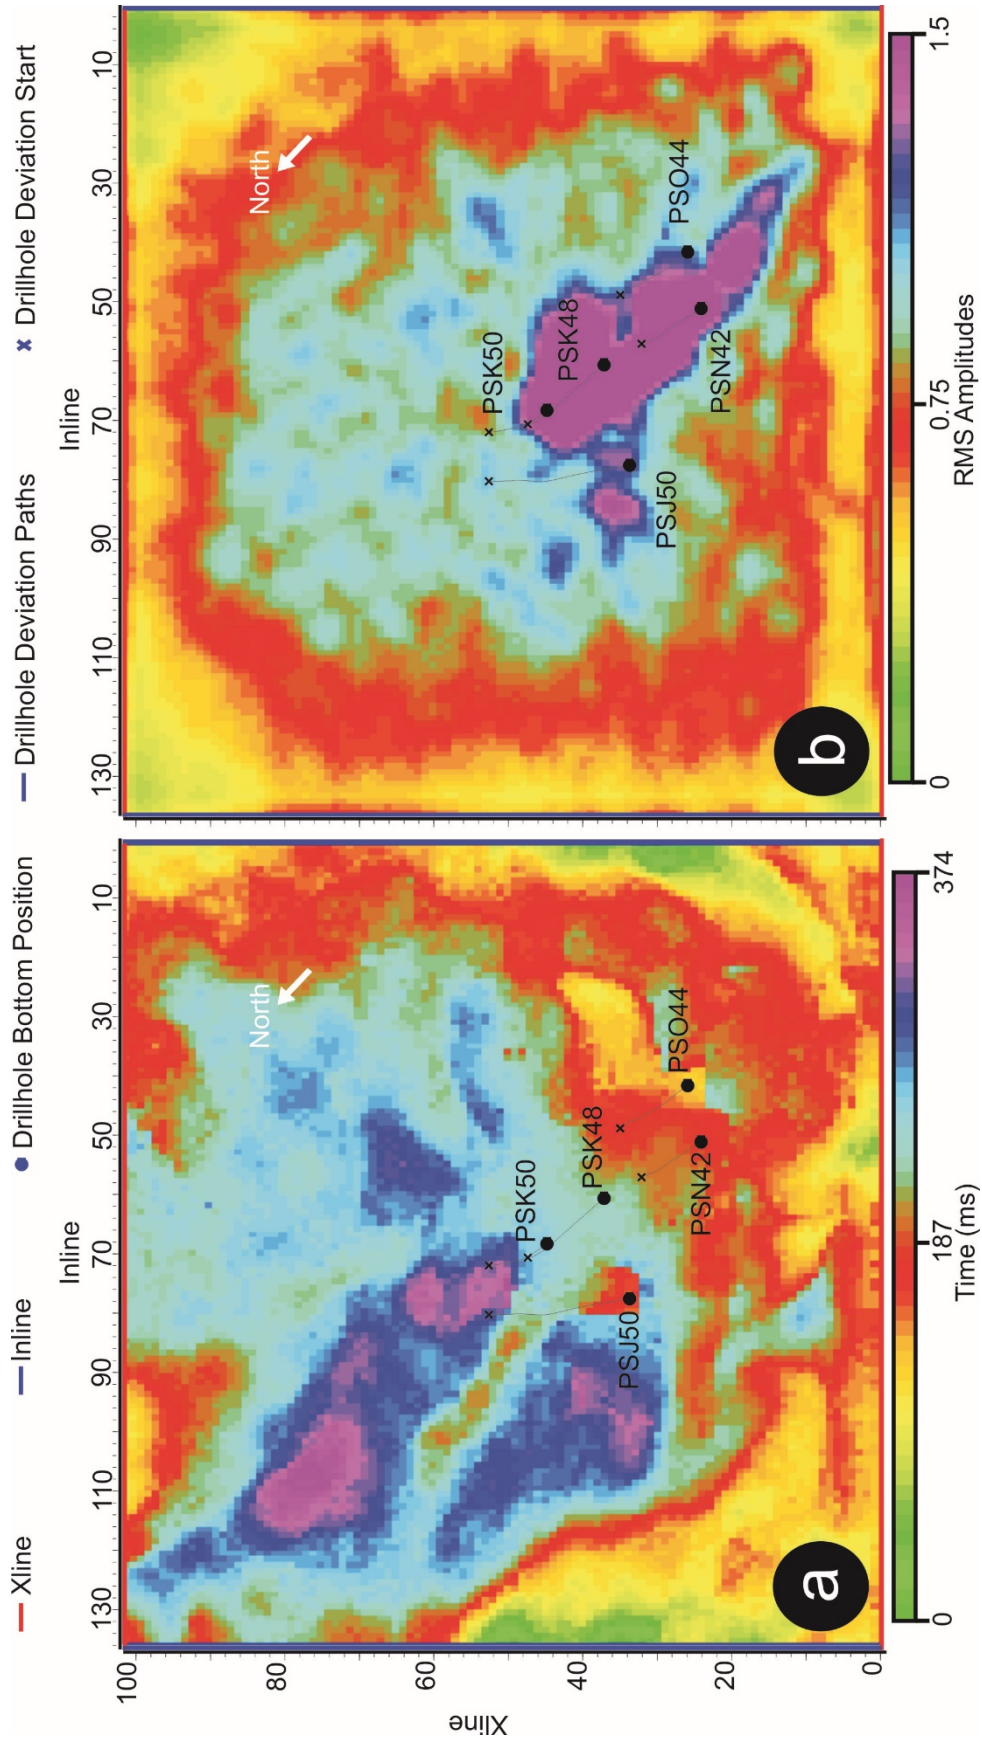 Xline
Inline
Drillhole Bottom Position
Drillhole Deviation Paths
Drillhole Deviation Start
Inline
130 110 90 70 50 30 10
Xline
100
80
60
40
20
0
North
PSK50
PSK48
PSO44
PSJ50
PSN42
a
0 187 374
Time (ms)
Inline
130 110 90 70 50 30 10
North
PSK50
PSK48
PSO44
PSJ50
PSN42
b
0 0.75 1.5
RMS Amplitudes